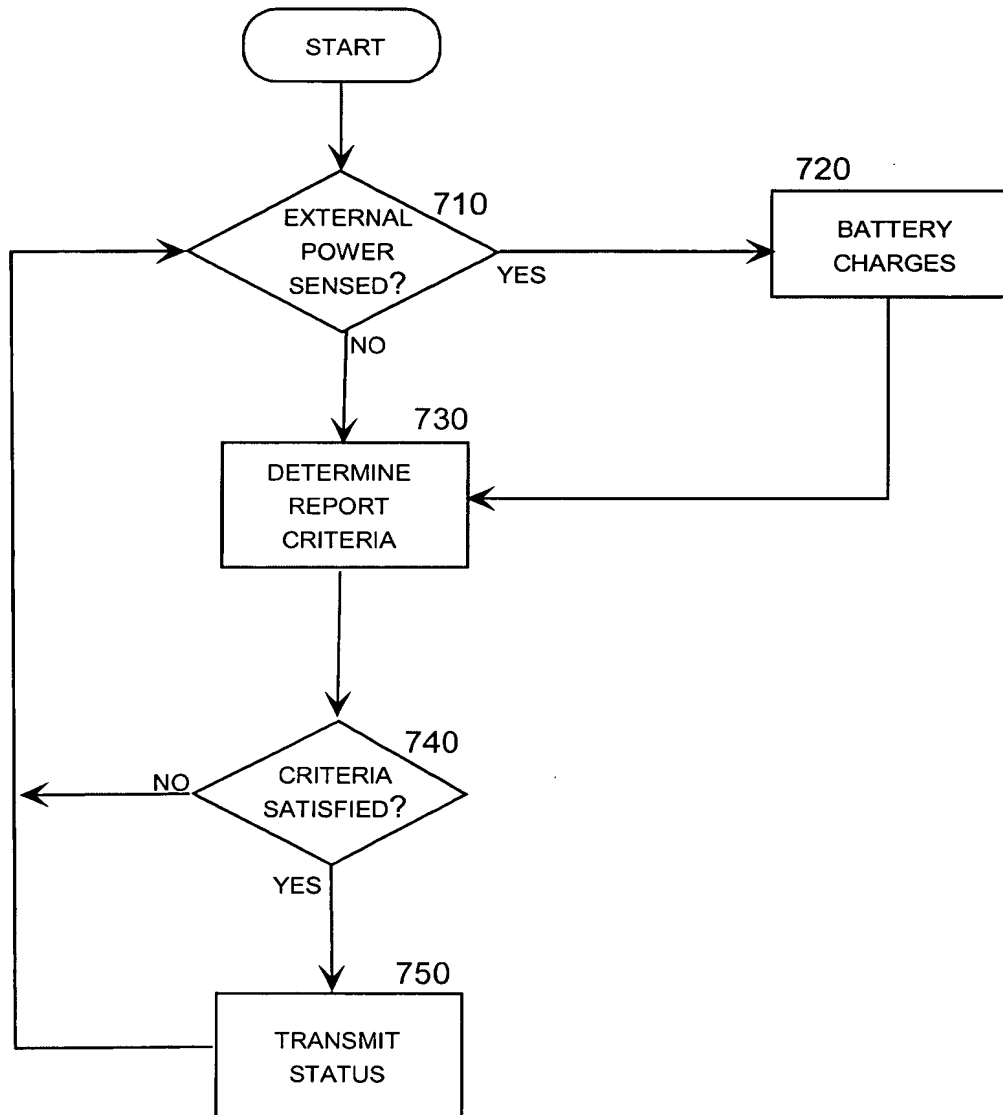 START
710
EXTERNAL
POWER
SENSED?
YES
NO
720
BATTERY
CHARGES
730
DETERMINE
REPORT
CRITERIA
740
CRITERIA
SATISFIED?
NO
YES
750
TRANSMIT
STATUS